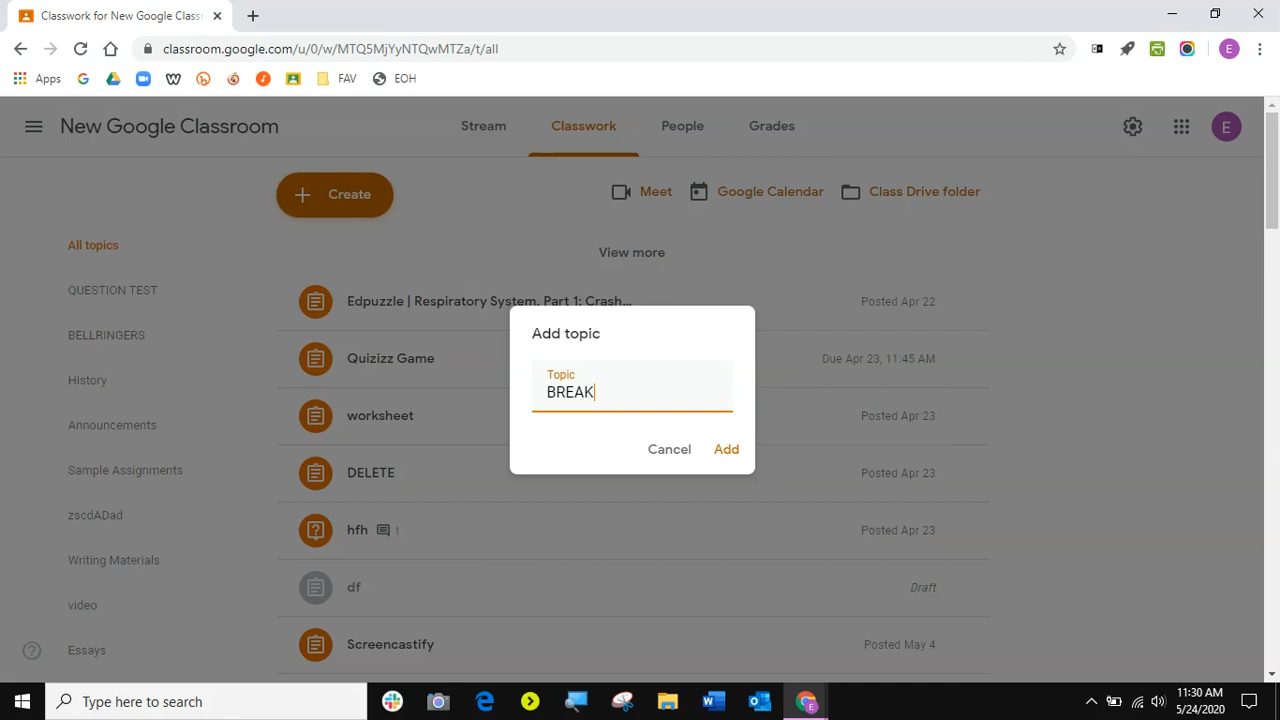 Classwork for New Google Classr
classroom.google.com/u/0/w/MTQ5MjYyNTQwMTZa/t/all
E
Apps
FAV
EOH
New Google Classroom
Stream
Classwork
People
Grades
E
Create
Meet
Google Calendar
Class Drive folder
All topics
View more
QUESTION TEST
Edpuzzle | Respiratory System, Part 1: Crash...
Posted Apr 22
BELLRINGERS
Add topic
Quizizz Game
Due Apr 23, 11:45 AM
History
Topic
BREAK
worksheet
Posted Apr 23
Announcements
Cancel
Add
Sample Assignments
DELETE
Posted Apr 23
zscdADad
hfh
1
Posted Apr 23
Writing Materials
df
Draft
video
Essays
Screencastify
Posted May 4
Type here to search
11:30 AM
5/24/2020